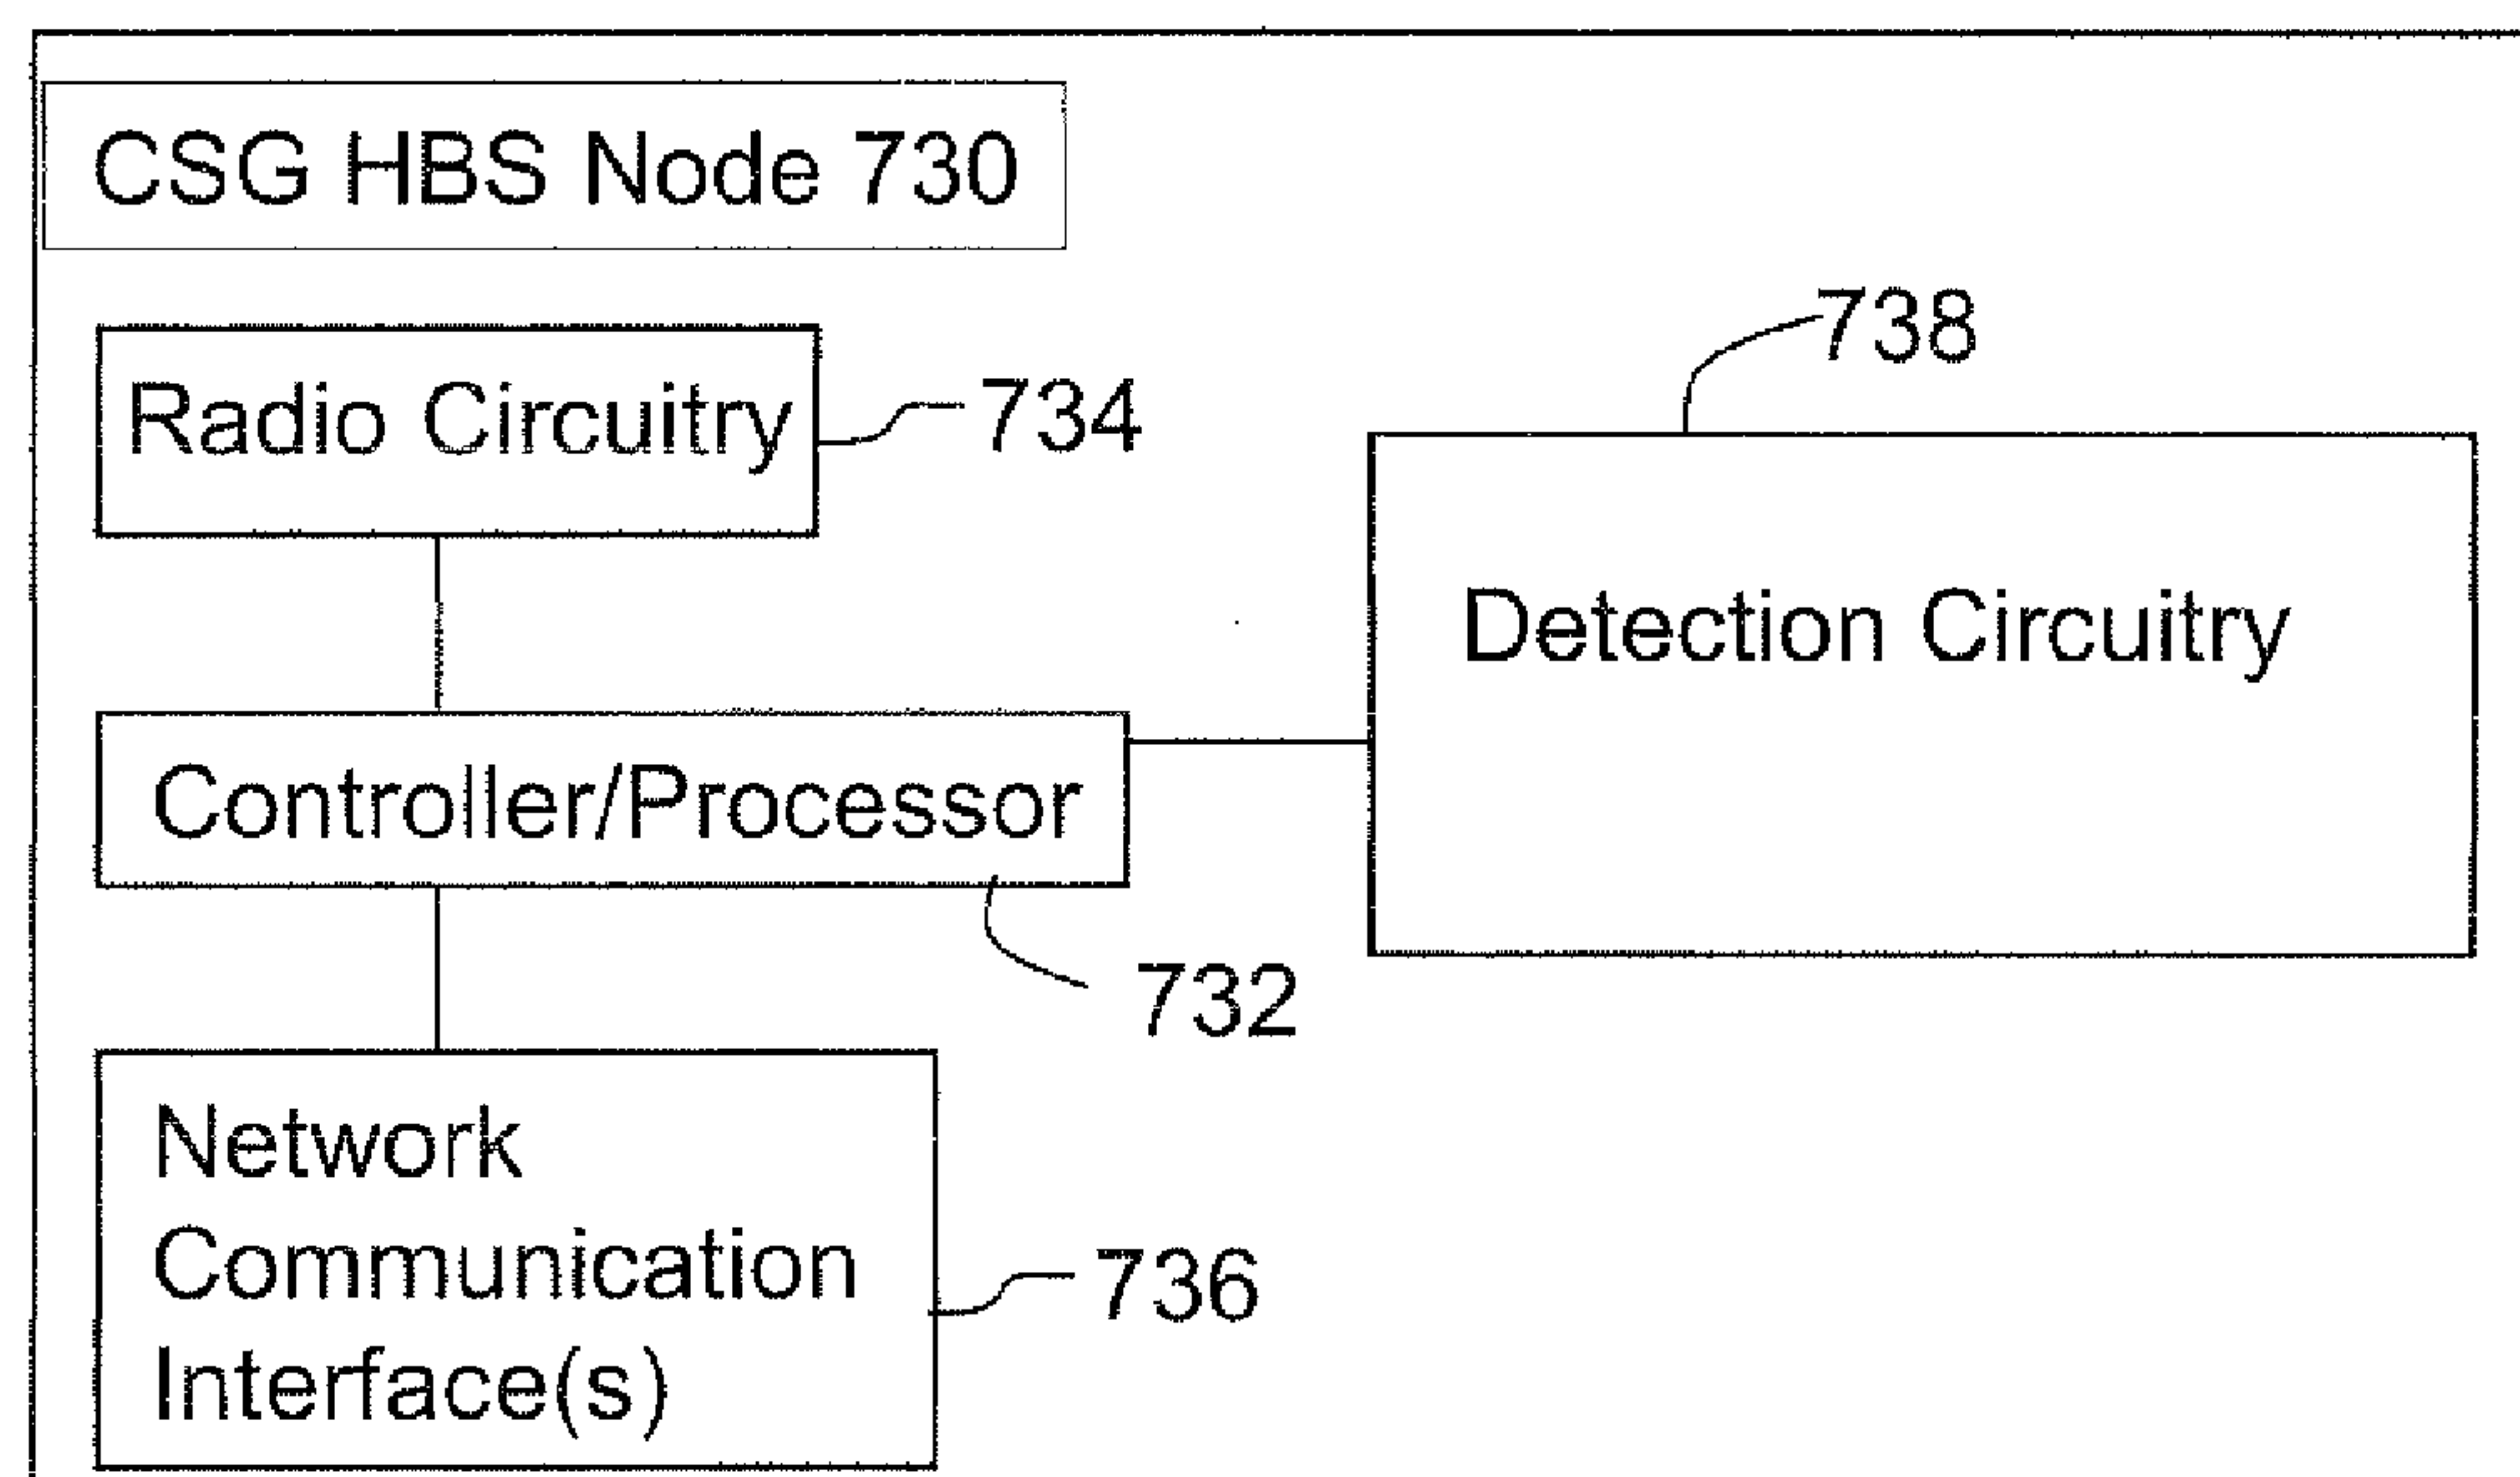 CSG HBS Node 730
738
Radio Circuitry
734
Detection Circuitry
Controller/Processor
732
Network
Communication
Interface(s)
736